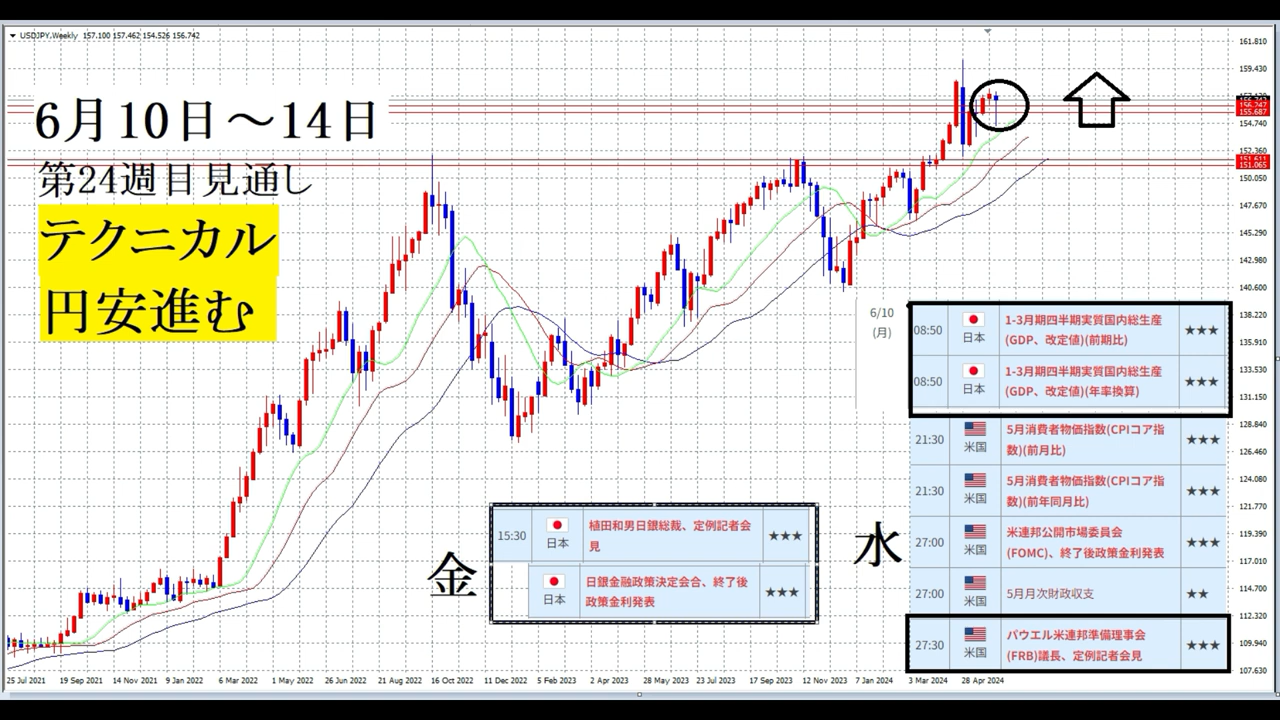 USDJPY,Weekly 157.100 157.462 154.526 156.742
6月10日～14日
第24週目見通し
テクニカル
円安進む
161.810
159.430
156.247
155.687
154.740
152.360
151.611
151.065
150.050
147.670
145.290
142.980
140.600
138.220
135.910
133.530
131.150
128.840
126.460
124.080
121.770
119.390
117.010
114.700
112.320
109.940
107.630
6/10
(月)
08:50 日本 1-3月期四半期実質国内総生産
(GDP、改定値)(前期比) ★★★
08:50 日本 1-3月期四半期実質国内総生産
(GDP、改定値)(年率換算) ★★★
水
21:30 米国 5月消費者物価指数(CPIコア指
数)(前月比) ★★★
21:30 米国 5月消費者物価指数(CPIコア指
数)(前年同月比) ★★★
27:00 米国 米連邦公開市場委員会
(FOMC)、終了後政策金利発表 ★★★
27:00 米国 5月月次財政収支 ★★
27:30 米国 パウエル米連邦準備理事会
(FRB)議長、定例記者会見 ★★★
金
15:30 日本 植田和男日銀総裁、定例記者会
見 ★★★
日本 日銀金融政策決定会合、終了後
政策金利発表 ★★★
25 Jul 2021 19 Sep 2021 14 Nov 2021 9 Jan 2022 6 Mar 2022 1 May 2022 26 Jun 2022 21 Aug 2022 16 Oct 2022 11 Dec 2022 5 Feb 2023 2 Apr 2023 28 May 2023 23 Jul 2023 17 Sep 2023 12 Nov 2023 7 Jan 2024 3 Mar 2024 28 Apr 2024